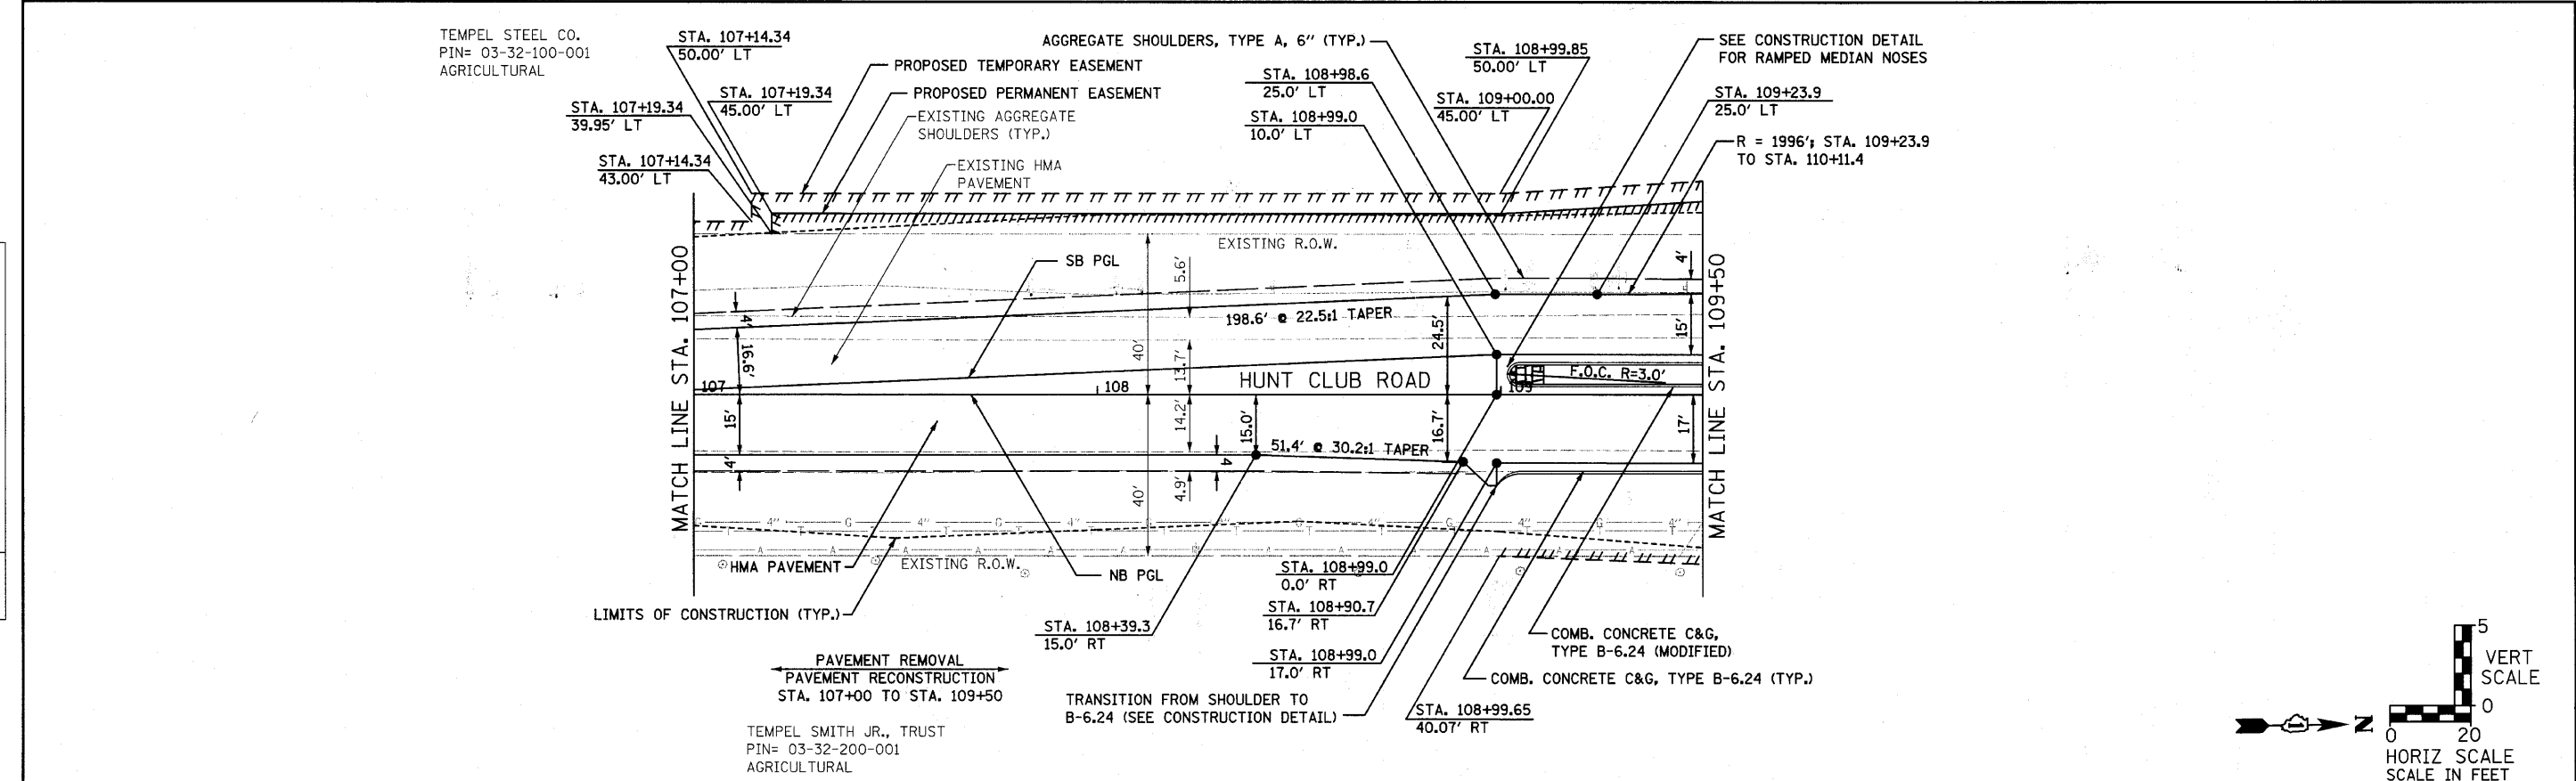 TEMPEL STEEL CO.
PIN= 03-32-100-001
AGRICULTURAL
STA. 107+14.34
50.00' LT
STA. 107+19.34
45.00' LT
STA. 107+19.34
39.95' LT
STA. 107+14.34
43.00' LT
PROPOSED TEMPORARY EASEMENT
PROPOSED PERMANENT EASEMENT
EXISTING AGGREGATE
SHOULDERS (TYP.)
EXISTING HMA
PAVEMENT
AGGREGATE SHOULDERS, TYPE A, 6" (TYP.)
STA. 108+98.6
25.0' LT
STA. 108+99.0
10.0' LT
STA. 108+99.85
50.00' LT
STA. 109+00.00
45.00' LT
SEE CONSTRUCTION DETAIL
FOR RAMPED MEDIAN NOSES
STA. 109+23.9
25.0' LT
R = 1996'; STA. 109+23.9
TO STA. 110+11.4
MATCH LINE STA. 107+00
EXISTING R.O.W.
SB PGL
5.6'
4'
4'
198.6' @ 22.5:1 TAPER
16.6'
40'
13.7'
24.5'
15'
107
108
HUNT CLUB ROAD
109
F.O.C. R=3.0'
MATCH LINE STA. 109+50
15'
14.2'
15.0'
16.7'
17'
51.4' @ 30.2:1 TAPER
4'
4
4.9'
40'
G 4" G 4" G 4" G 4" G 4" G 4" G 4"
T T T T T T T T T T T T T
A A A A A A A A A A A A
HMA PAVEMENT
EXISTING R.O.W.
NB PGL
LIMITS OF CONSTRUCTION (TYP.)
STA. 108+99.0
0.0' RT
STA. 108+90.7
16.7' RT
STA. 108+39.3
15.0' RT
STA. 108+99.0
17.0' RT
COMB. CONCRETE C&G,
TYPE B-6.24 (MODIFIED)
COMB. CONCRETE C&G, TYPE B-6.24 (TYP.)
PAVEMENT REMOVAL
PAVEMENT RECONSTRUCTION
STA. 107+00 TO STA. 109+50
TRANSITION FROM SHOULDER TO
B-6.24 (SEE CONSTRUCTION DETAIL)
STA. 108+99.65
40.07' RT
TEMPEL SMITH JR., TRUST
PIN= 03-32-200-001
AGRICULTURAL
5
VERT
SCALE
0
N
0 20
HORIZ SCALE
SCALE IN FEET